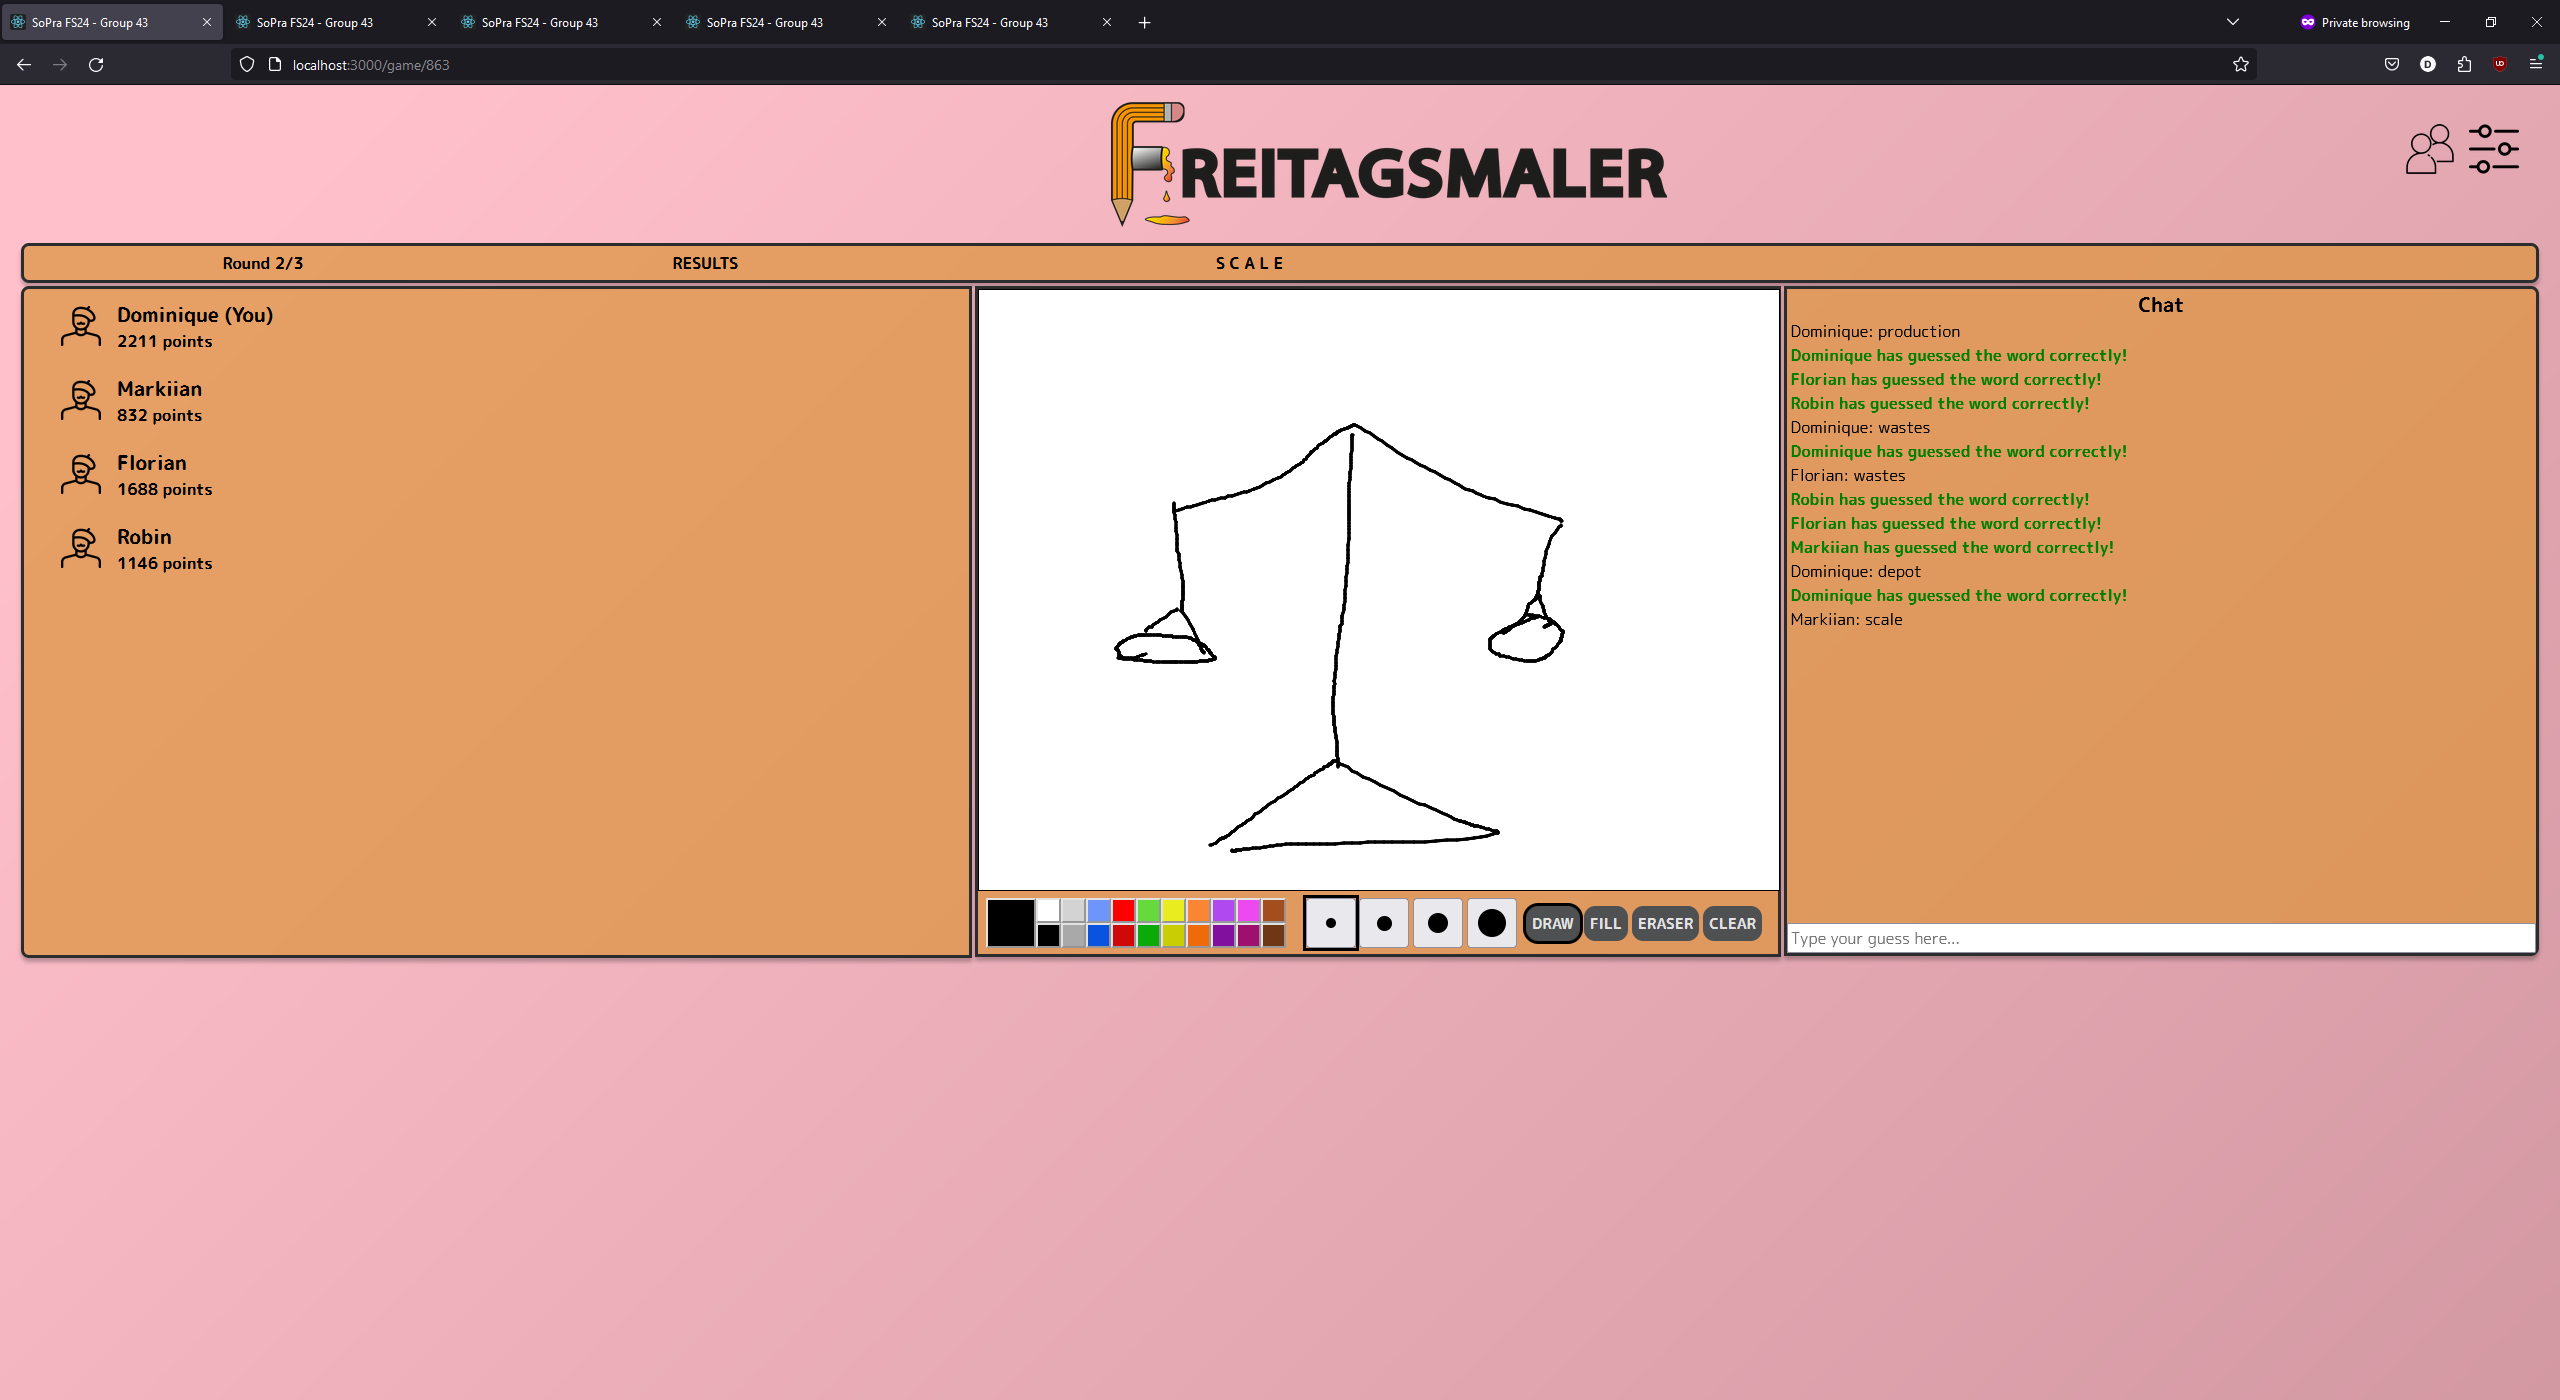 SoPra FS24 - Group 43
SoPra FS24 - Group 43
SoPra FS24 - Group 43
SoPra FS24 - Group 43
SoPra FS24 - Group 43
Private browsing
localhost:3000/game/863
FREITAGSMALER
Round 2/3
RESULTS
S C A L E
Dominique (You)
2211 points
Markiian
832 points
Florian
1688 points
Robin
1146 points
Chat
Dominique: production
Dominique has guessed the word correctly!
Florian has guessed the word correctly!
Robin has guessed the word correctly!
Dominique: wastes
Dominique has guessed the word correctly!
Florian: wastes
Robin has guessed the word correctly!
Florian has guessed the word correctly!
Markiian has guessed the word correctly!
Dominique: depot
Dominique has guessed the word correctly!
Markiian: scale
DRAW
FILL
ERASER
CLEAR
Type your guess here...